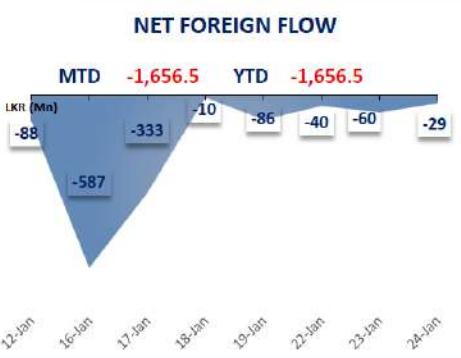 NET FOREIGN FLOW
MTD -1,656.5 YTD -1,656.5
LKR (Mn)
-88
-587
-333
-10
-86
-40
-60
-29
12-Jan
16-Jan
17-Jan
18-Jan
19-Jan
22-Jan
23-Jan
24-Jan